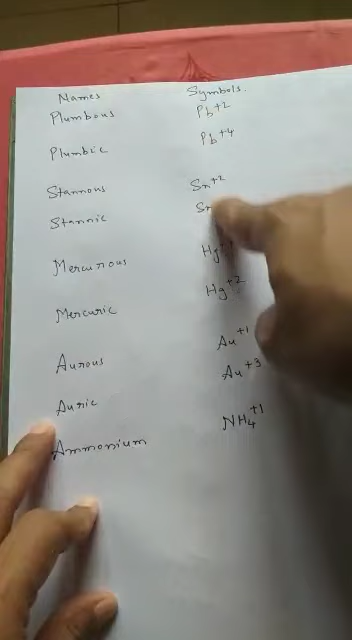 Names Symbols.
Plumbous Pb+2
Plumbic Pb+4
Stannous Sn+2
Stannic
Mercurous
Mercuric Hg+2
Aurous Au+1
Auric Au+3
Ammonium NH4+1